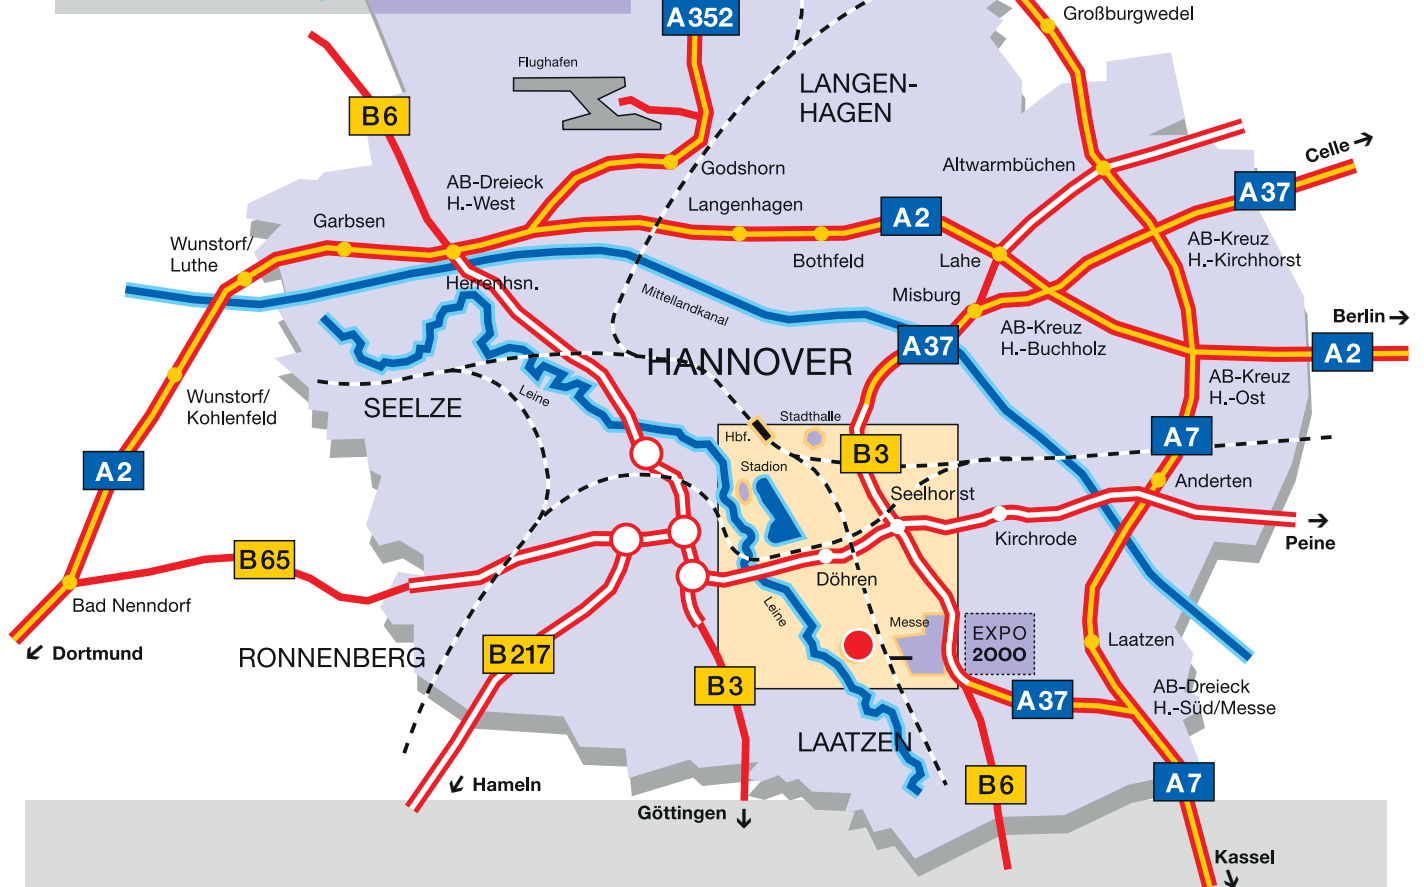 Großburgwedel
A352
Flughafen
LANGEN-
HAGEN
B6
Celle
Altwarmbüchen
Godshorn
AB-Dreieck
H.-West
A37
Langenhagen
A2
Garbsen
Wunstorf/
Luthe
AB-Kreuz
H.-Kirchhorst
Bothfeld
Lahe
Herrenhsn.
Misburg
Mittellandkanal
Berlin
AB-Kreuz
H.-Buchholz
A37
A2
HANNOVER
AB-Kreuz
H.-Ost
Wunstorf/
Kohlenfeld
Leine
SEELZE
Stadthalle
Hbf.
A7
B3
A2
Stadion
Anderten
Seelhorst
Kirchrode
Peine
B65
Döhren
Bad Nenndorf
Leine
Messe
EXPO
2000
Laatzen
Dortmund
RONNENBERG
B217
B3
A37
AB-Dreieck
H.-Süd/Messe
LAATZEN
Hameln
B6
A7
Göttingen
Kassel